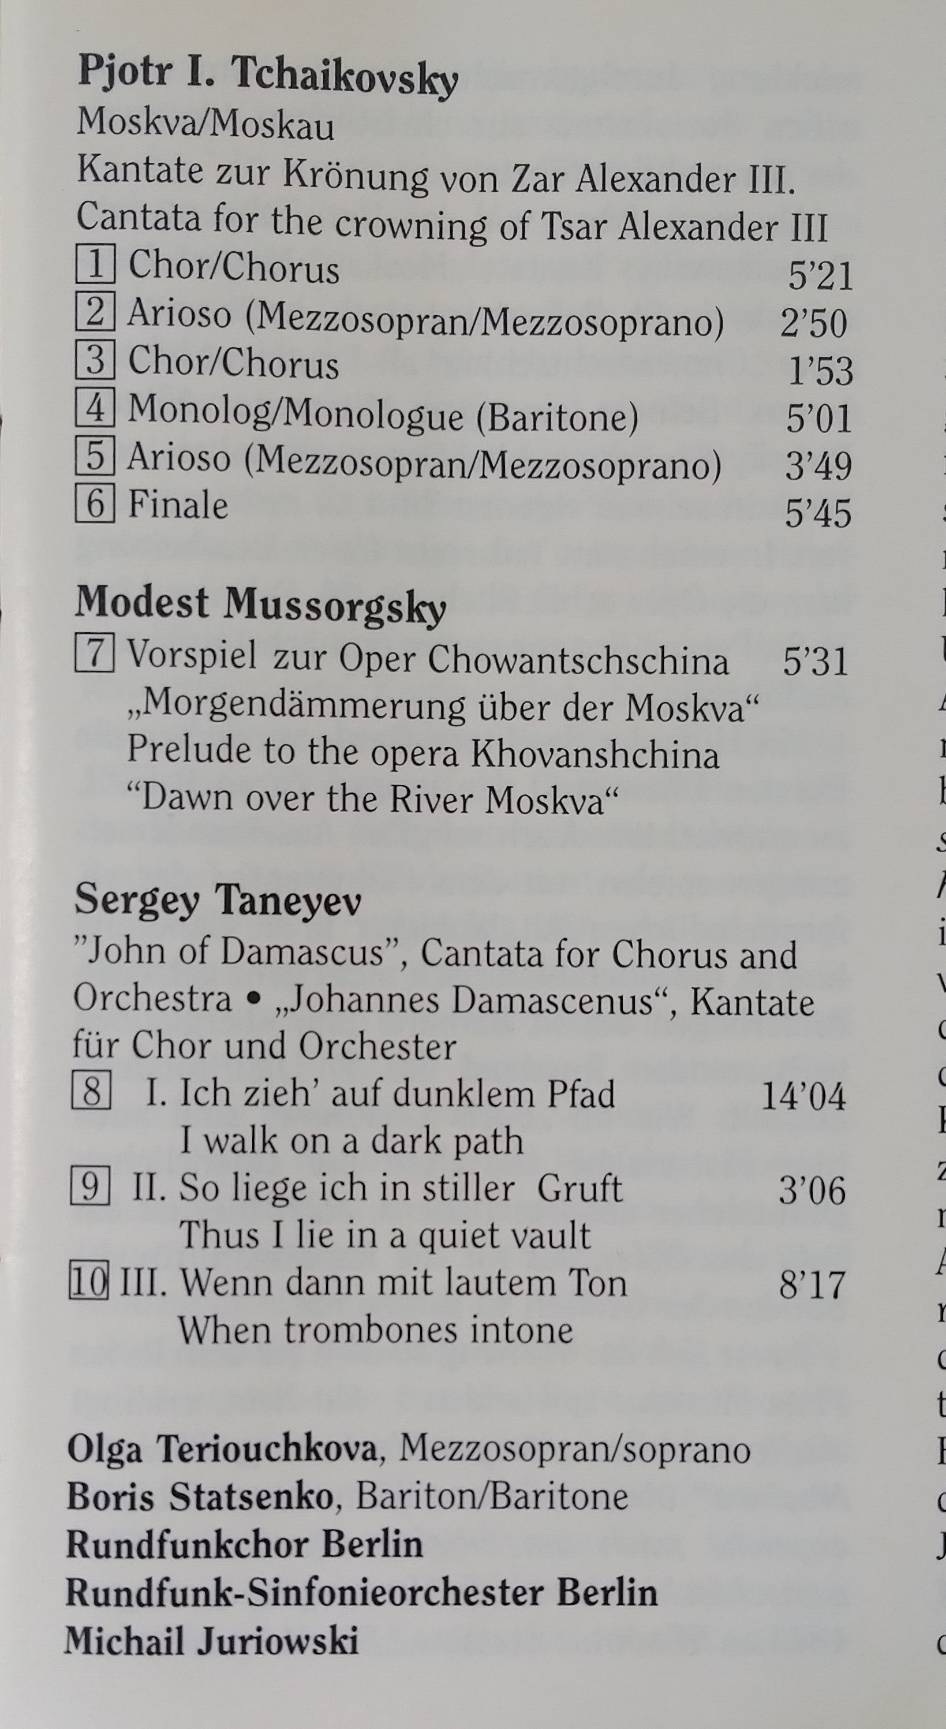 Pjotr I. Tchaikovsky
Moskva/Moskau
Kantate zur Krönung von Zar Alexander III.
Cantata for the crowning of Tsar Alexander III
1 Chor/Chorus 5’21
2 Arioso (Mezzosopran/Mezzosoprano) 2’50
3 Chor/Chorus 1’53
4 Monolog/Monologue (Baritone) 5’01
5 Arioso (Mezzosopran/Mezzosoprano) 3’49
6 Finale 5’45
Modest Mussorgsky
7 Vorspiel zur Oper Chowantschschina 5’31
„Morgendämmerung über der Moskva“
Prelude to the opera Khovanshchina
“Dawn over the River Moskva“
Sergey Taneyev
”John of Damascus”, Cantata for Chorus and
Orchestra • „Johannes Damascenus“, Kantate
für Chor und Orchester
8 I. Ich zieh’ auf dunklem Pfad 14’04
I walk on a dark path
9 II. So liege ich in stiller Gruft 3’06
Thus I lie in a quiet vault
10 III. Wenn dann mit lautem Ton 8’17
When trombones intone
Olga Teriouchkova, Mezzosopran/soprano
Boris Statsenko, Bariton/Baritone
Rundfunkchor Berlin
Rundfunk-Sinfonieorchester Berlin
Michail Juriowski